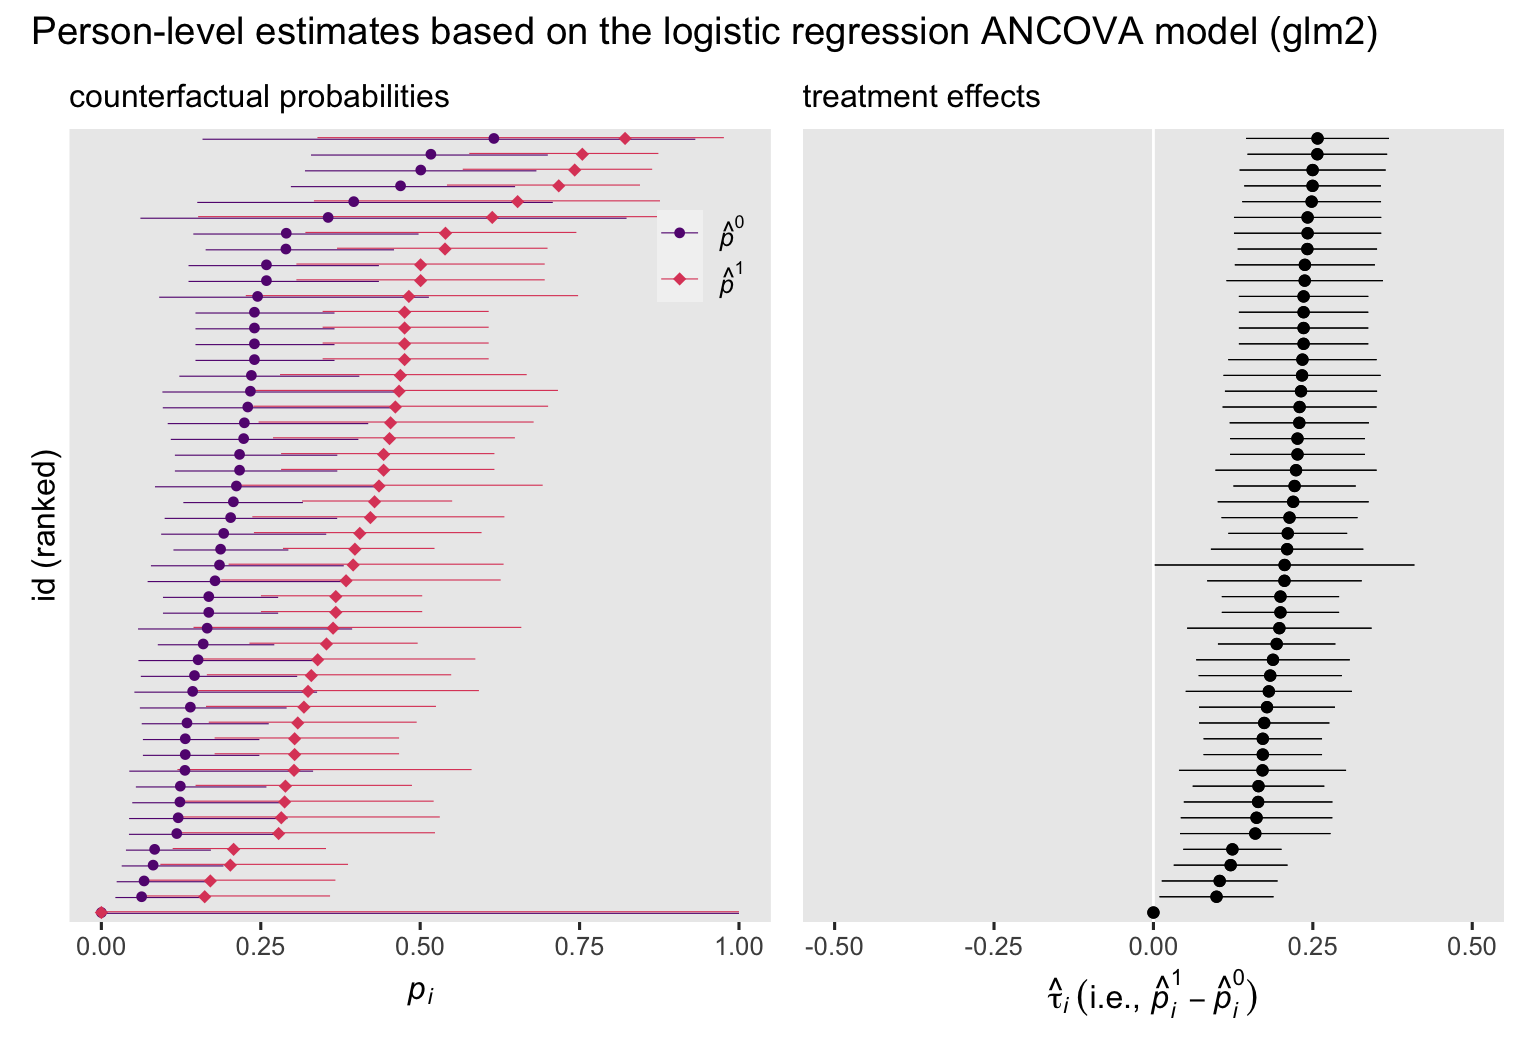 Person-level estimates based on the logistic regression ANCOVA model (glm2)
counterfactual probabilities
treatment effects
id (ranked)
p̂⁰
p̂¹
0.00 0.25 0.50 0.75 1.00
-0.50 -0.25 0.00 0.25 0.50
pᵢ
τ̂ᵢ (i.e., p̂ᵢ¹ − p̂ᵢ⁰)